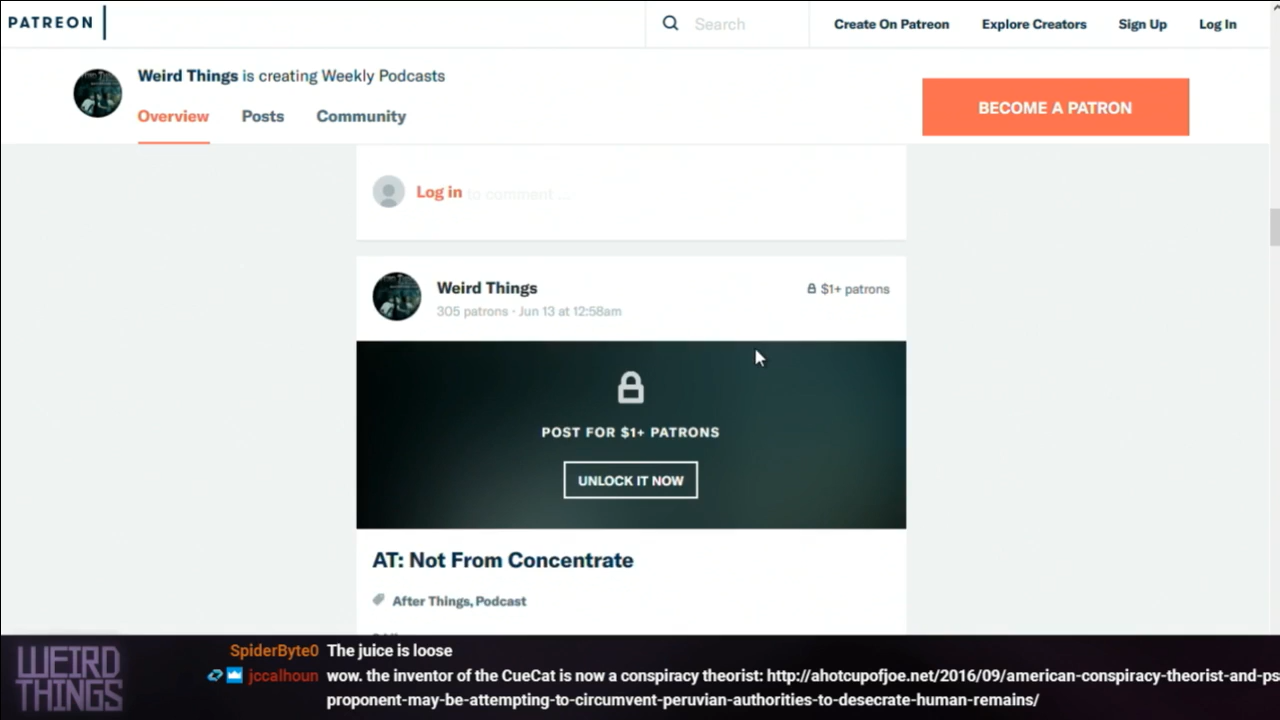 PATREON
Search
Create On Patreon
Explore Creators
Sign Up
Log In
Weird Things is creating Weekly Podcasts
BECOME A PATRON
Overview
Posts
Community
Log in to comment ...
Weird Things
$1+ patrons
305 patrons · Jun 13 at 12:58am
POST FOR $1+ PATRONS
UNLOCK IT NOW
AT: Not From Concentrate
After Things, Podcast
WEIRD
THINGS
SpiderByte0 The juice is loose
jccalhoun wow. the inventor of the CueCat is now a conspiracy theorist: http://ahotcupofjoe.net/2016/09/american-conspiracy-theorist-and-ps
proponent-may-be-attempting-to-circumvent-peruvian-authorities-to-desecrate-human-remains/